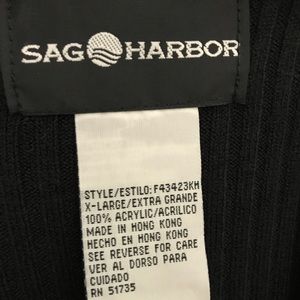 SAG HARBOR
STYLE/ESTILO:F43423KH
X-LARGE/EXTRA GRANDE
100% ACRYLIC/ACRILICO
MADE IN HONG KONG
HECHO EN HONG KONG
SEE REVERSE FOR CARE
VER AL DORSO PARA
CUIDADO
RN 51735